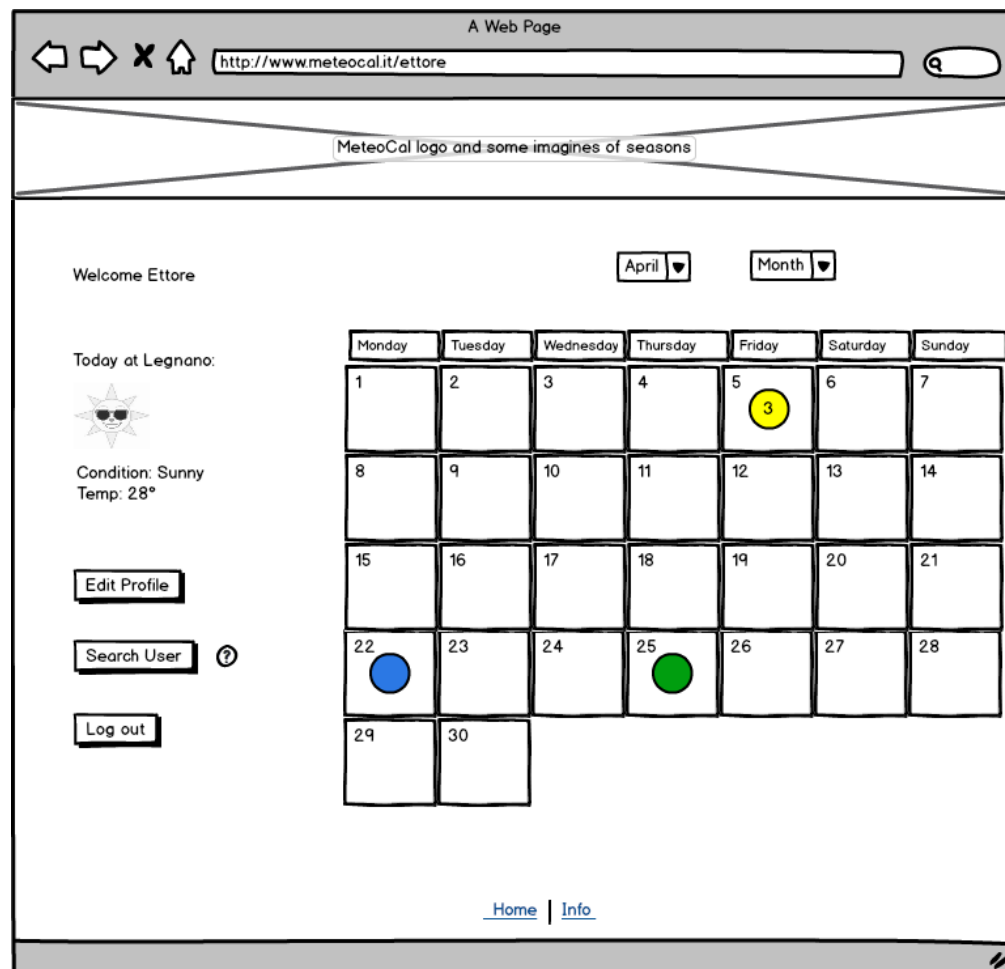 A Web Page
http://www.meteocal.it/ettore
MeteoCal logo and some imagines of seasons
Welcome Ettore
April
Month
Today at Legnano:
Condition: Sunny
Temp: 28°
Edit Profile
Search User ?
Log out
Monday Tuesday Wednesday Thursday Friday Saturday Sunday
1 2 3 4 5 6 7
3
8 9 10 11 12 13 14
15 16 17 18 19 20 21
22 23 24 25 26 27 28
29 30
Home | Info